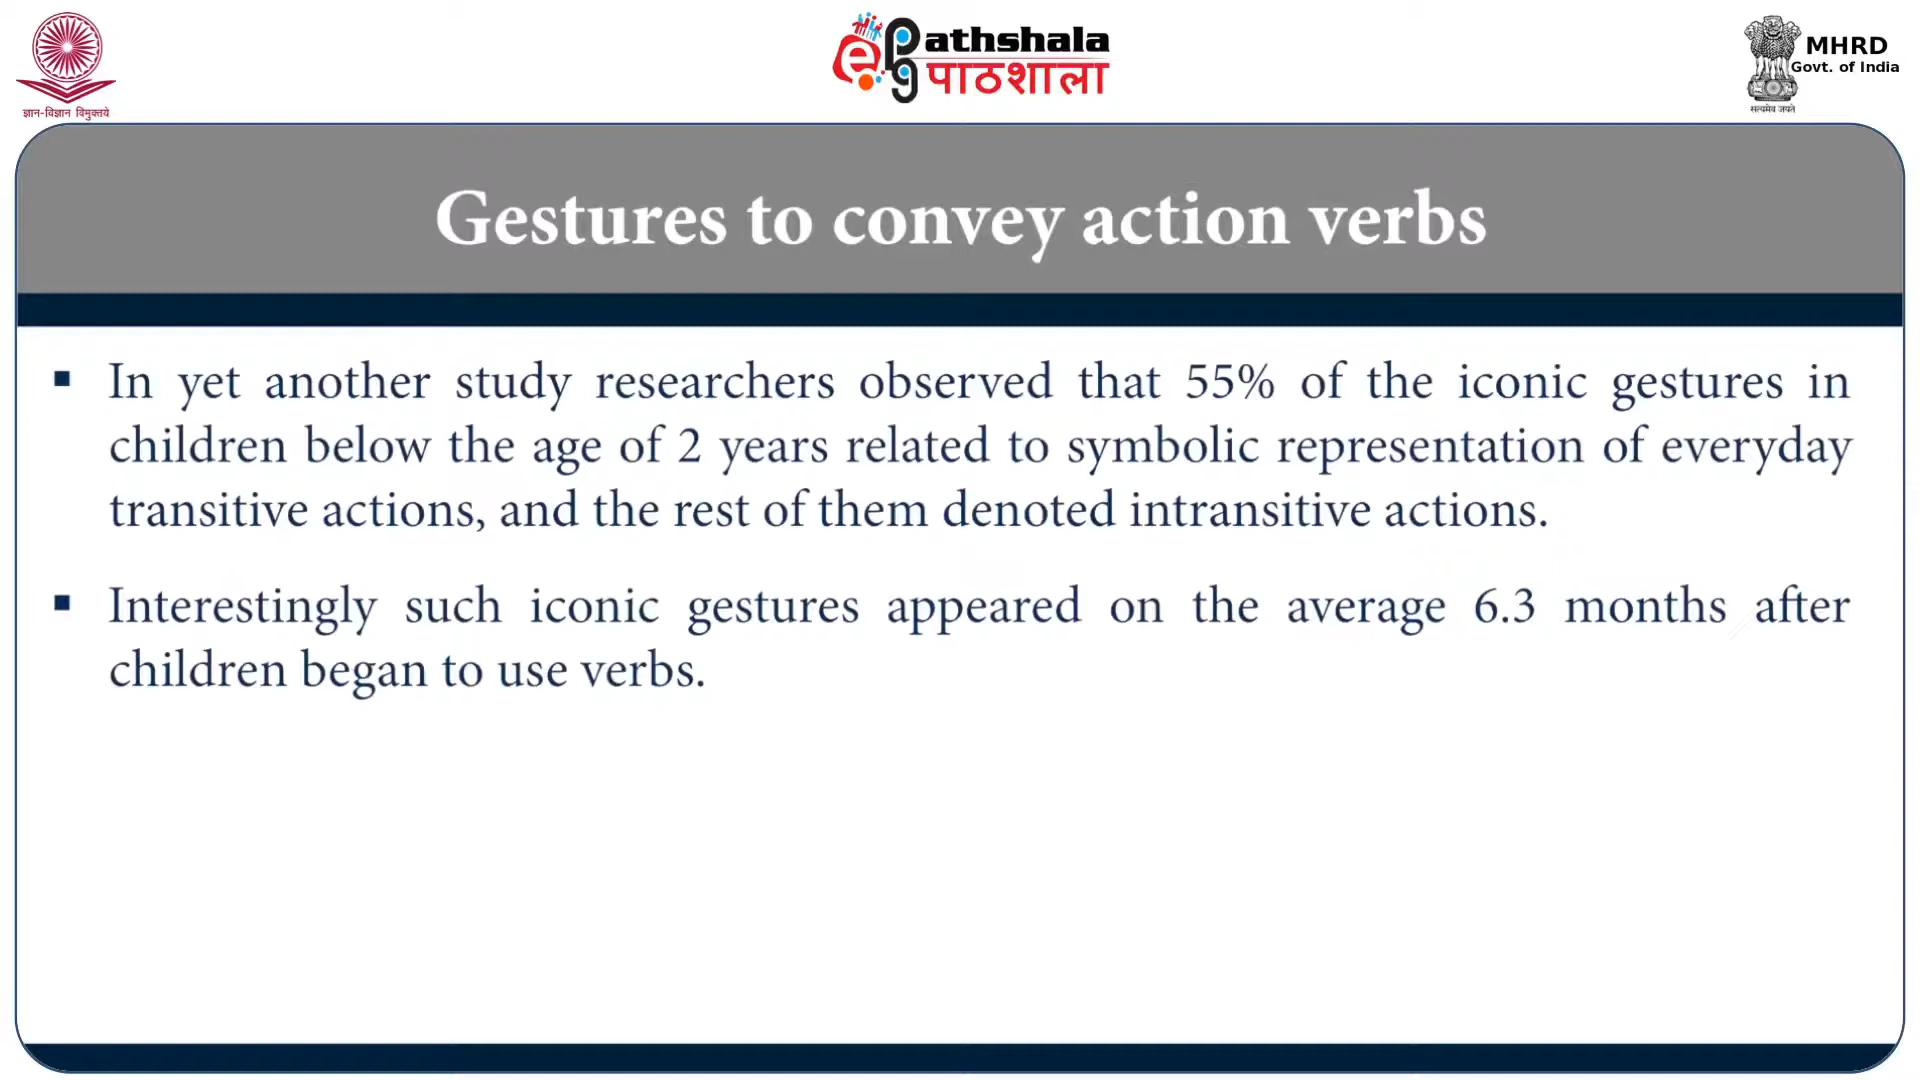 ज्ञान-विज्ञान विमुक्तये
ePathshala
पाठशाला
MHRD
Govt. of India
सत्यमेव जयते
Gestures to convey action verbs
▪ In yet another study researchers observed that 55% of the iconic gestures in
children below the age of 2 years related to symbolic representation of everyday
transitive actions, and the rest of them denoted intransitive actions.
▪ Interestingly such iconic gestures appeared on the average 6.3 months after
children began to use verbs.